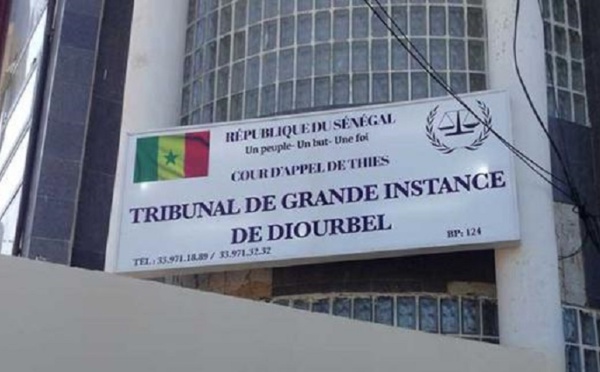 RÉPUBLIQUE DU SÉNÉGAL
Un peuple- Un but- Une foi
COUR D'APPEL DE THIES
TRIBUNAL DE GRANDE INSTANCE
DE DIOURBEL
TÉL : 33.971.18.89 / 33.971.32.32
BP: 124